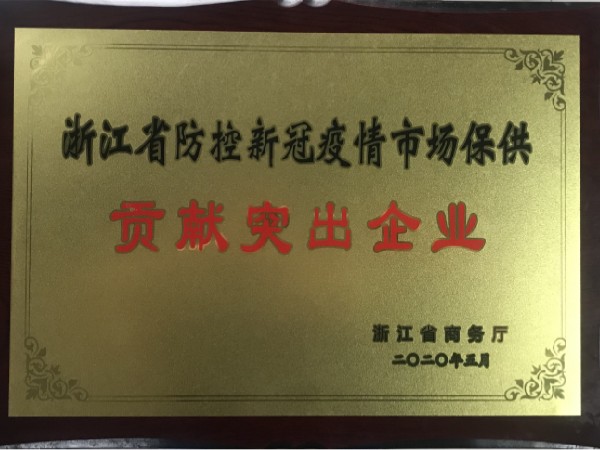 浙江省防控新冠疫情市场保供
贡献突出企业
浙江省商务厅
二〇二〇年五月